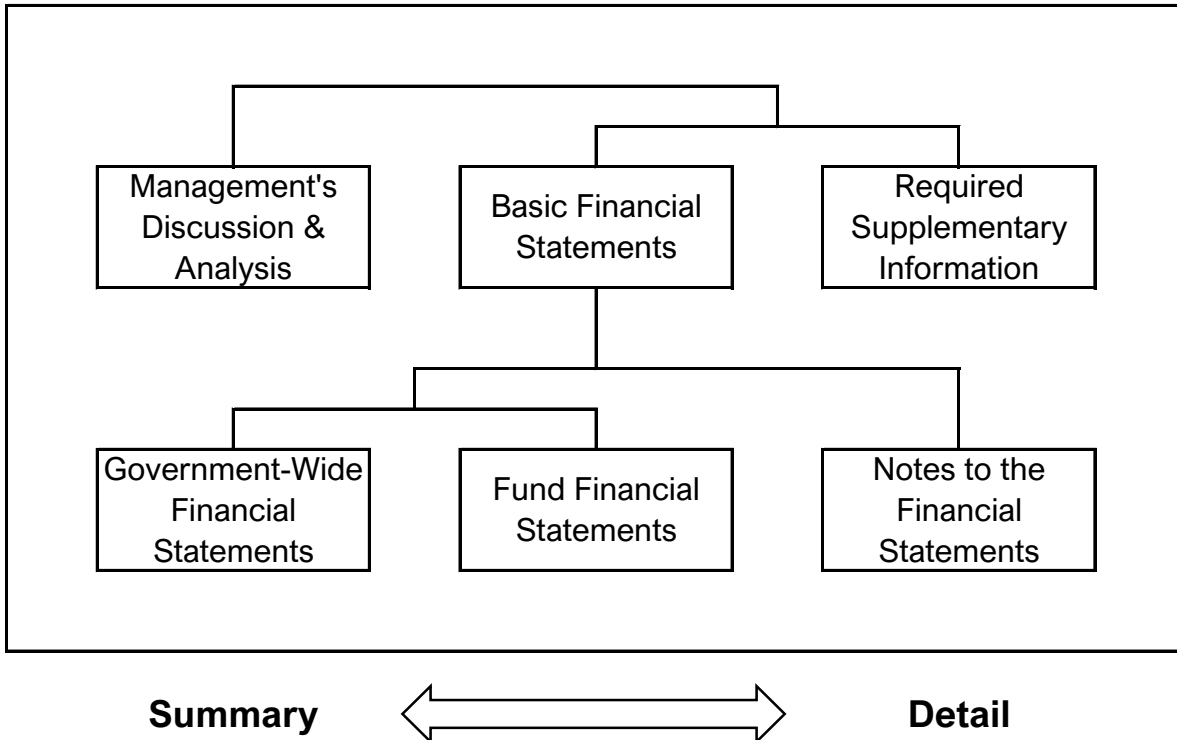 Management's
Discussion &
Analysis
Basic Financial
Statements
Required
Supplementary
Information
Government-Wide
Financial
Statements
Fund Financial
Statements
Notes to the
Financial
Statements
Summary
Detail